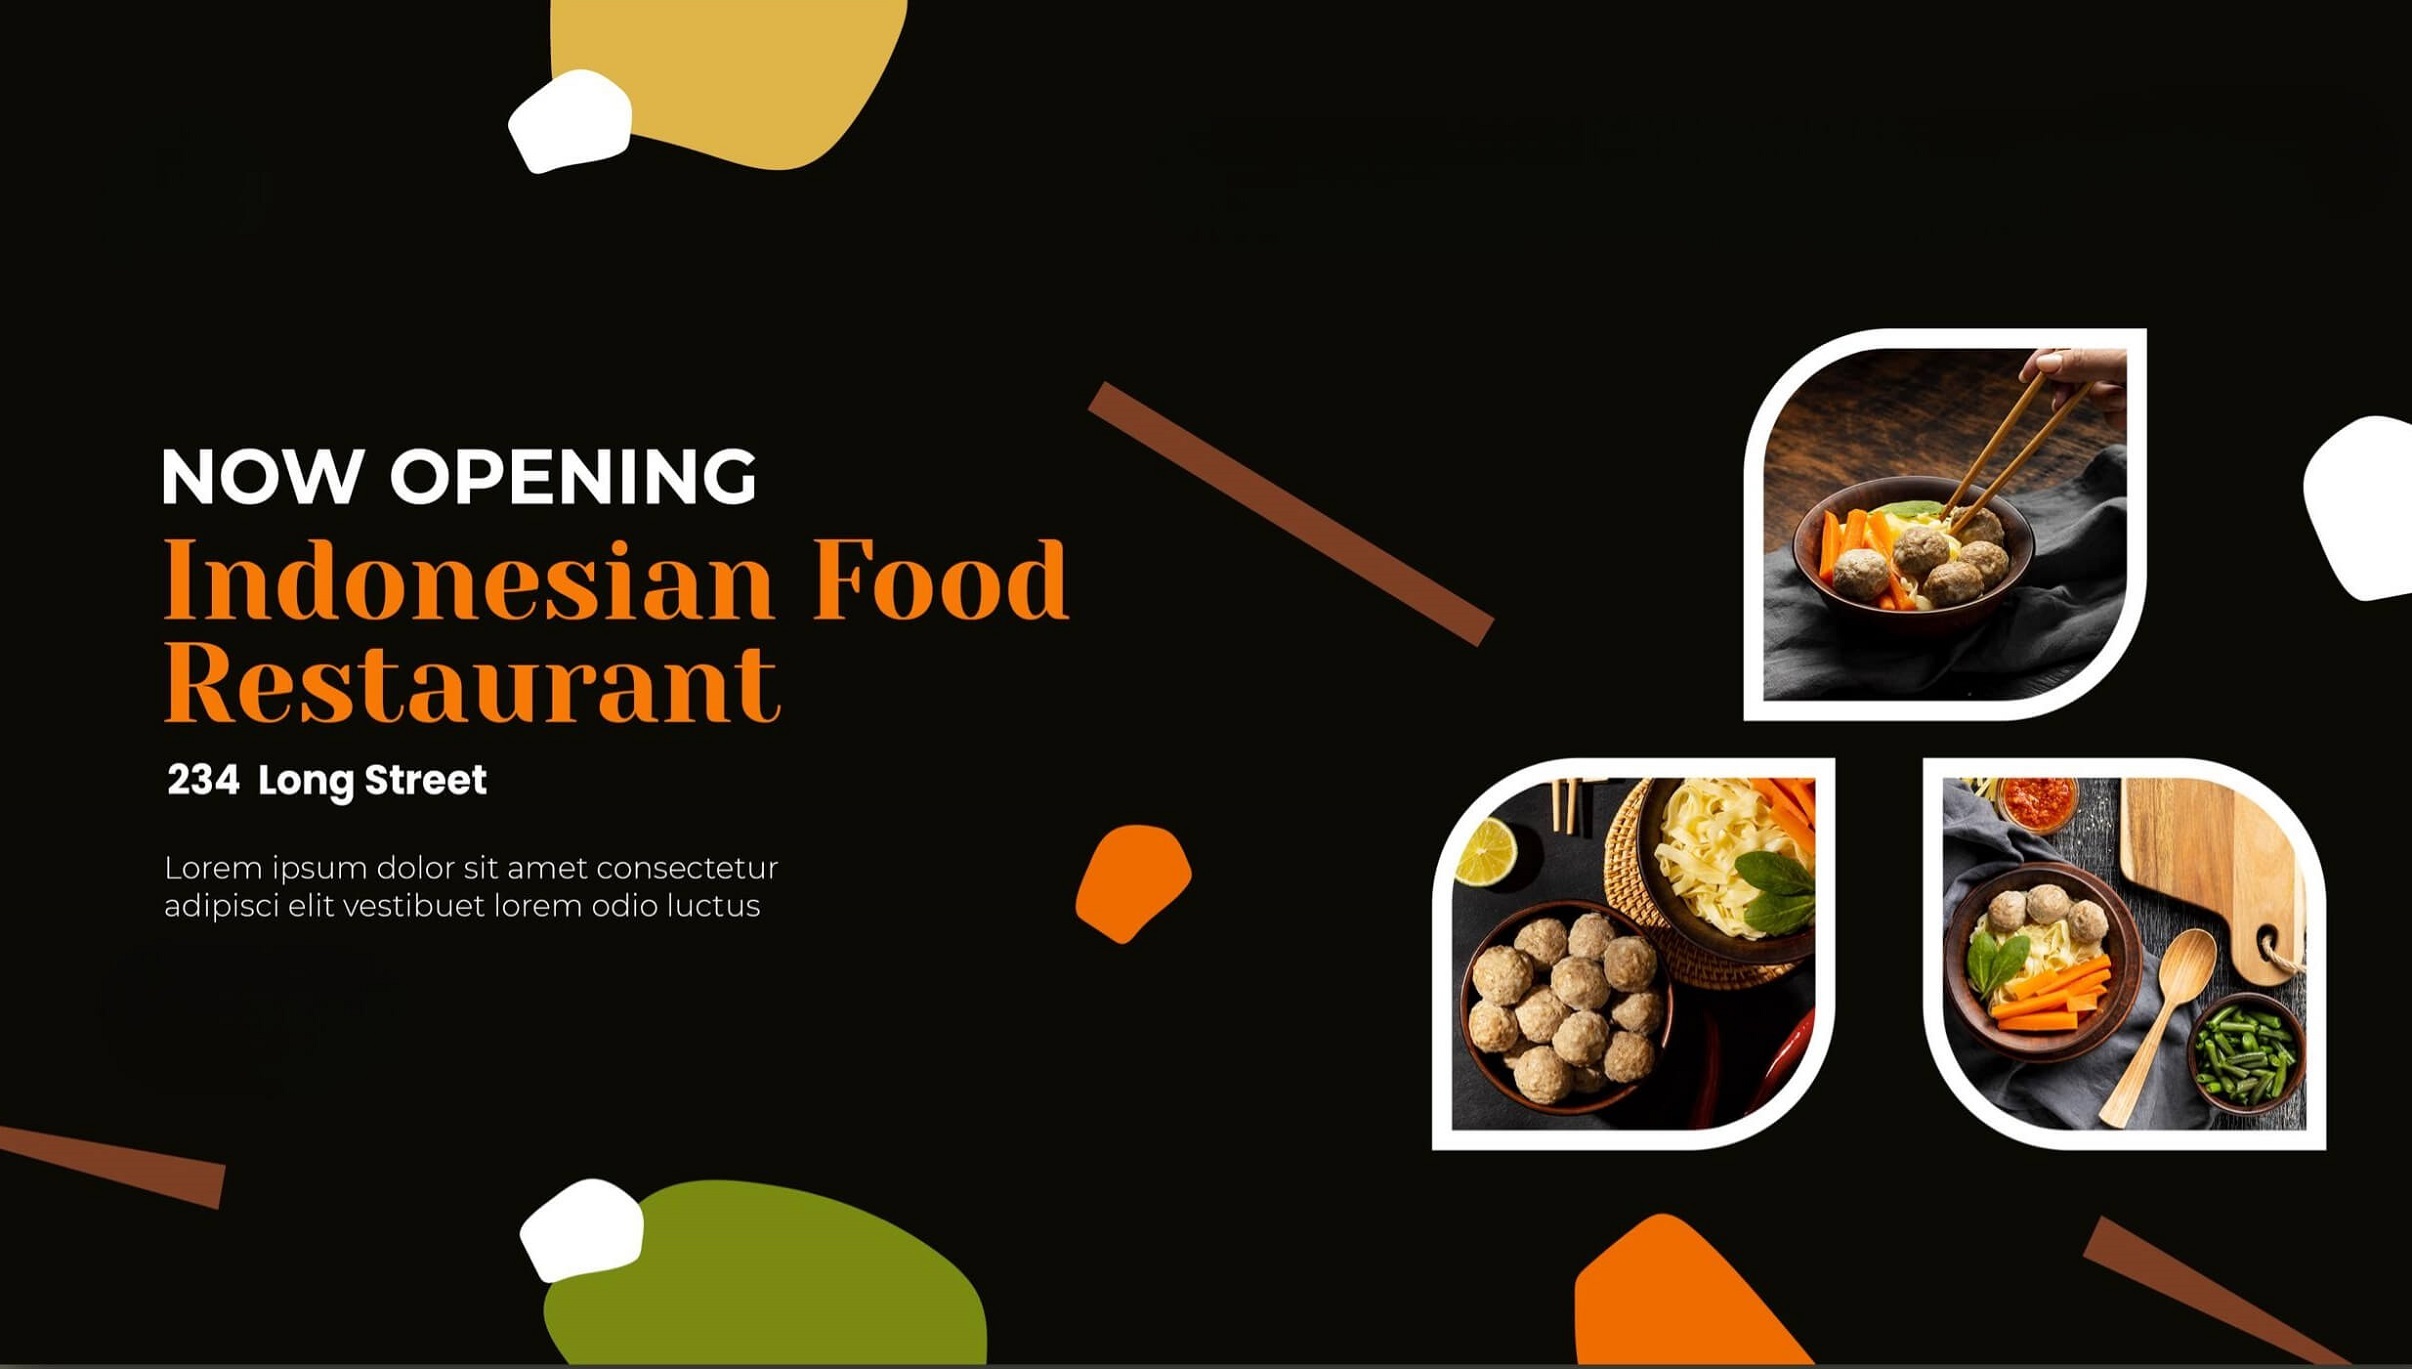 NOW OPENING
Indonesian Food
Restaurant
234 Long Street
Lorem ipsum dolor sit amet consectetur
adipisci elit vestibuet lorem odio luctus